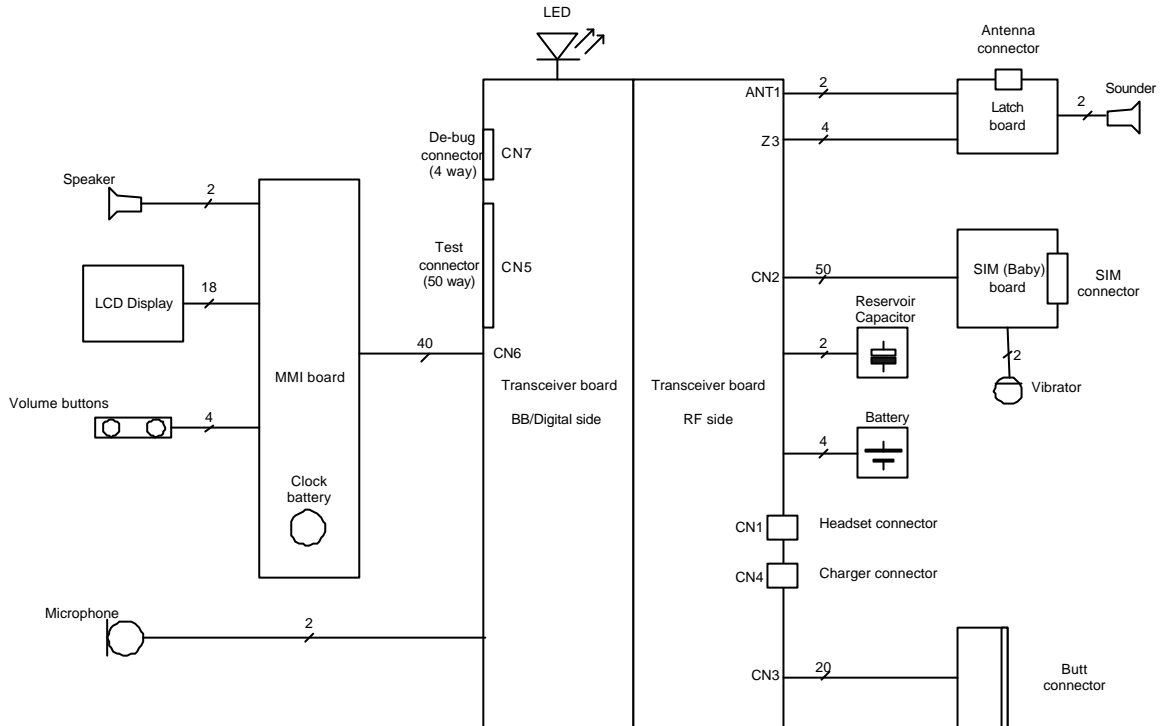 LED
Antenna
connector
ANT1
2
2
Sounder
Latch
board
Z3
4
De-bug
connector
(4 way)
CN7
Speaker
2
Test
connector
(50 way)
CN5
CN2
50
SIM (Baby)
board
SIM
connector
LCD Display
18
Reservoir
Capacitor
2
2
Vibrator
40
CN6
MMI board
Transceiver board
BB/Digital side
Transceiver board
RF side
Volume buttons
4
Battery
4
Clock
battery
CN1
Headset connector
CN4
Charger connector
Microphone
2
CN3
20
Butt
connector